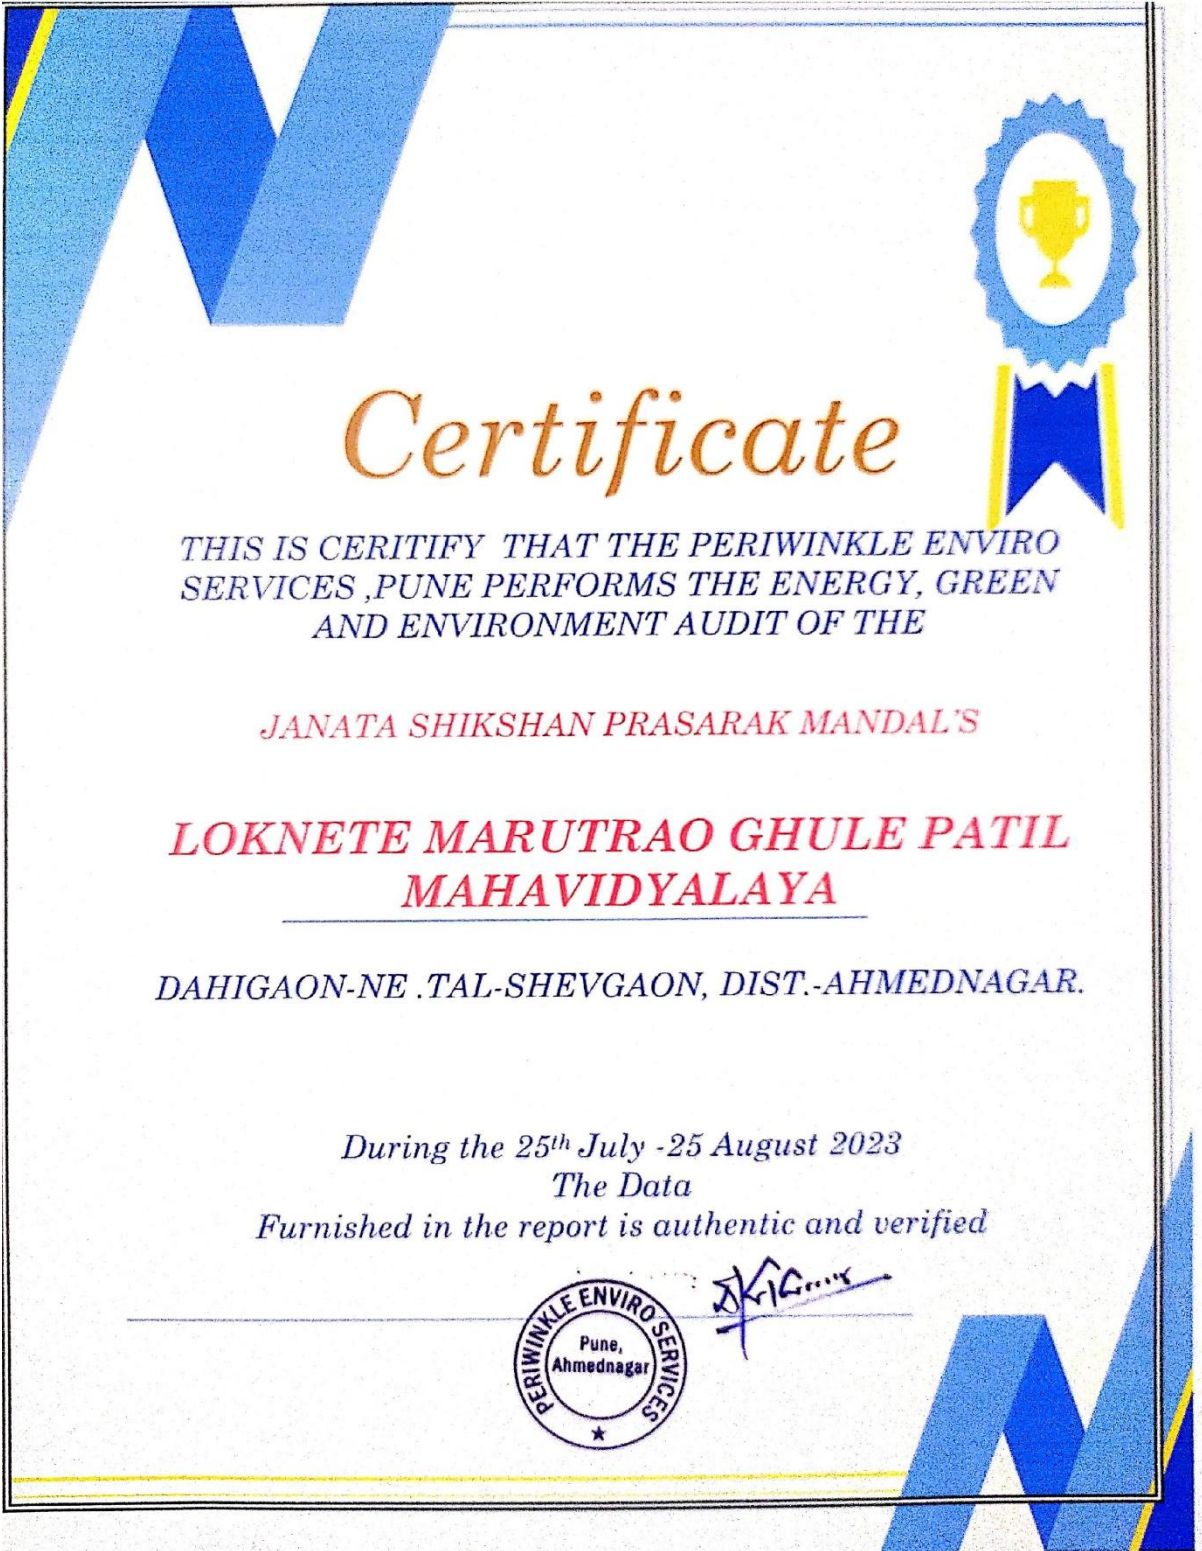 Certificate
THIS IS CERITIFY THAT THE PERIWINKLE ENVIRO
SERVICES ,PUNE PERFORMS THE ENERGY, GREEN
AND ENVIRONMENT AUDIT OF THE
JANATA SHIKSHAN PRASARAK MANDAL'S
LOKNETE MARUTRAO GHULE PATIL
MAHAVIDYALAYA
DAHIGAON-NE .TAL-SHEVGAON, DIST.-AHMEDNAGAR.
During the 25th July -25 August 2023
The Data
Furnished in the report is authentic and verified
PERIWINKLE ENVIRO SERVICES
Pune,
Ahmednagar